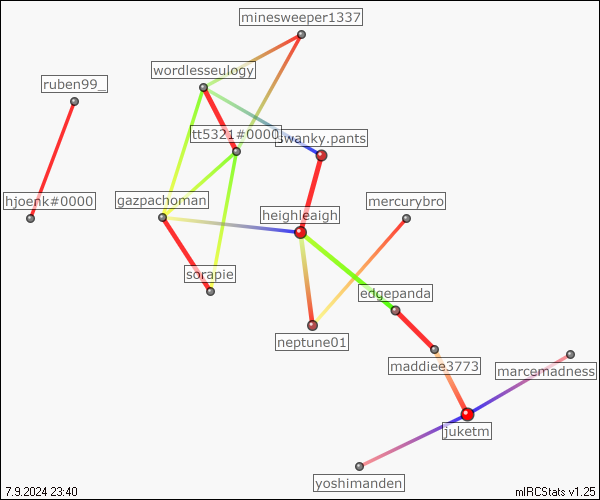 minesweeper1337
wordlesseulogy
ruben99_
tt5321#0000
swanky.pants
hjoenk#0000
gazpachoman
mercurybro
heighleaigh
sorapie
edgepanda
neptune01
maddiee3773
marcemadness
juketm
yoshimanden
7.9.2024 23:40
mIRCStats v1.25